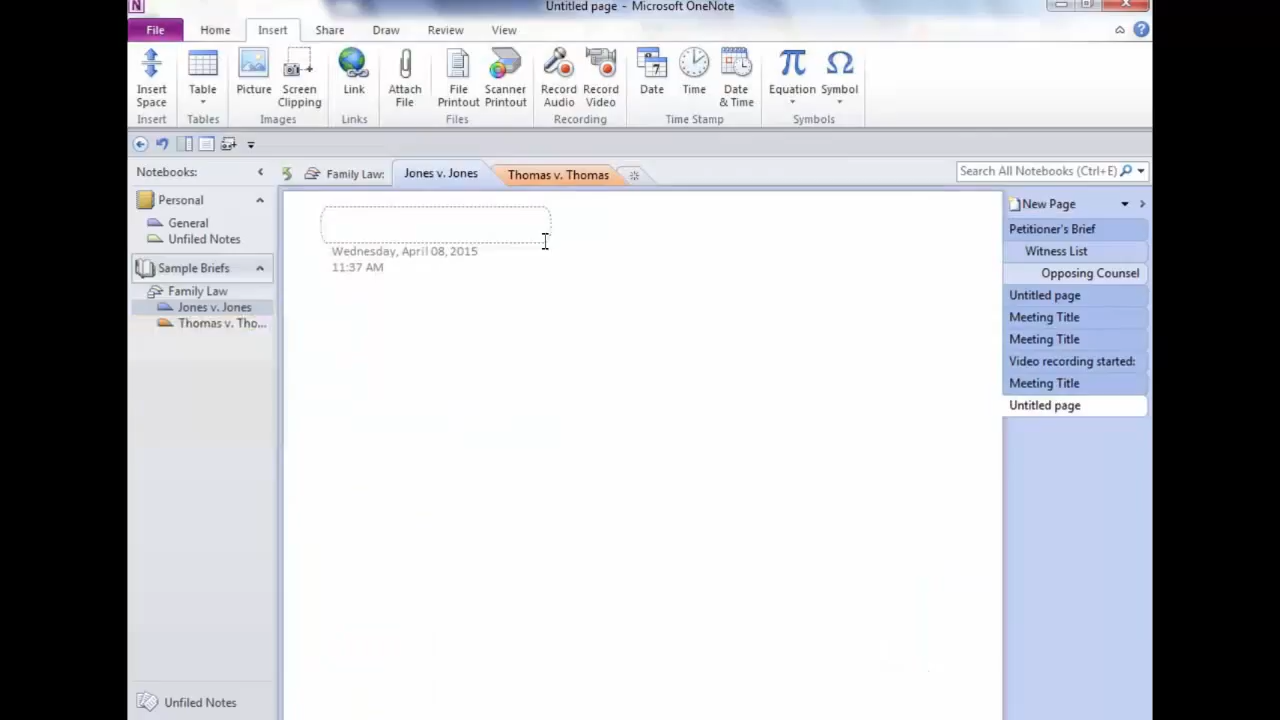 Untitled page - Microsoft OneNote
File Home Insert Share Draw Review View
Insert Space
Table
Picture
Screen Clipping
Link
Attach File
File Printout
Scanner Printout
Record Audio
Record Video
Date
Time
Date & Time
Equation
Symbol
Insert Tables Images Links Files Recording Time Stamp Symbols
Notebooks:
Family Law: Jones v. Jones Thomas v. Thomas
Search All Notebooks (Ctrl+E)
Personal
General
Unfiled Notes
Sample Briefs
Family Law
Jones v. Jones
Thomas v. Tho...
Wednesday, April 08, 2015
11:37 AM
New Page
Petitioner's Brief
Witness List
Opposing Counsel
Untitled page
Meeting Title
Meeting Title
Video recording started:
Meeting Title
Untitled page
Unfiled Notes